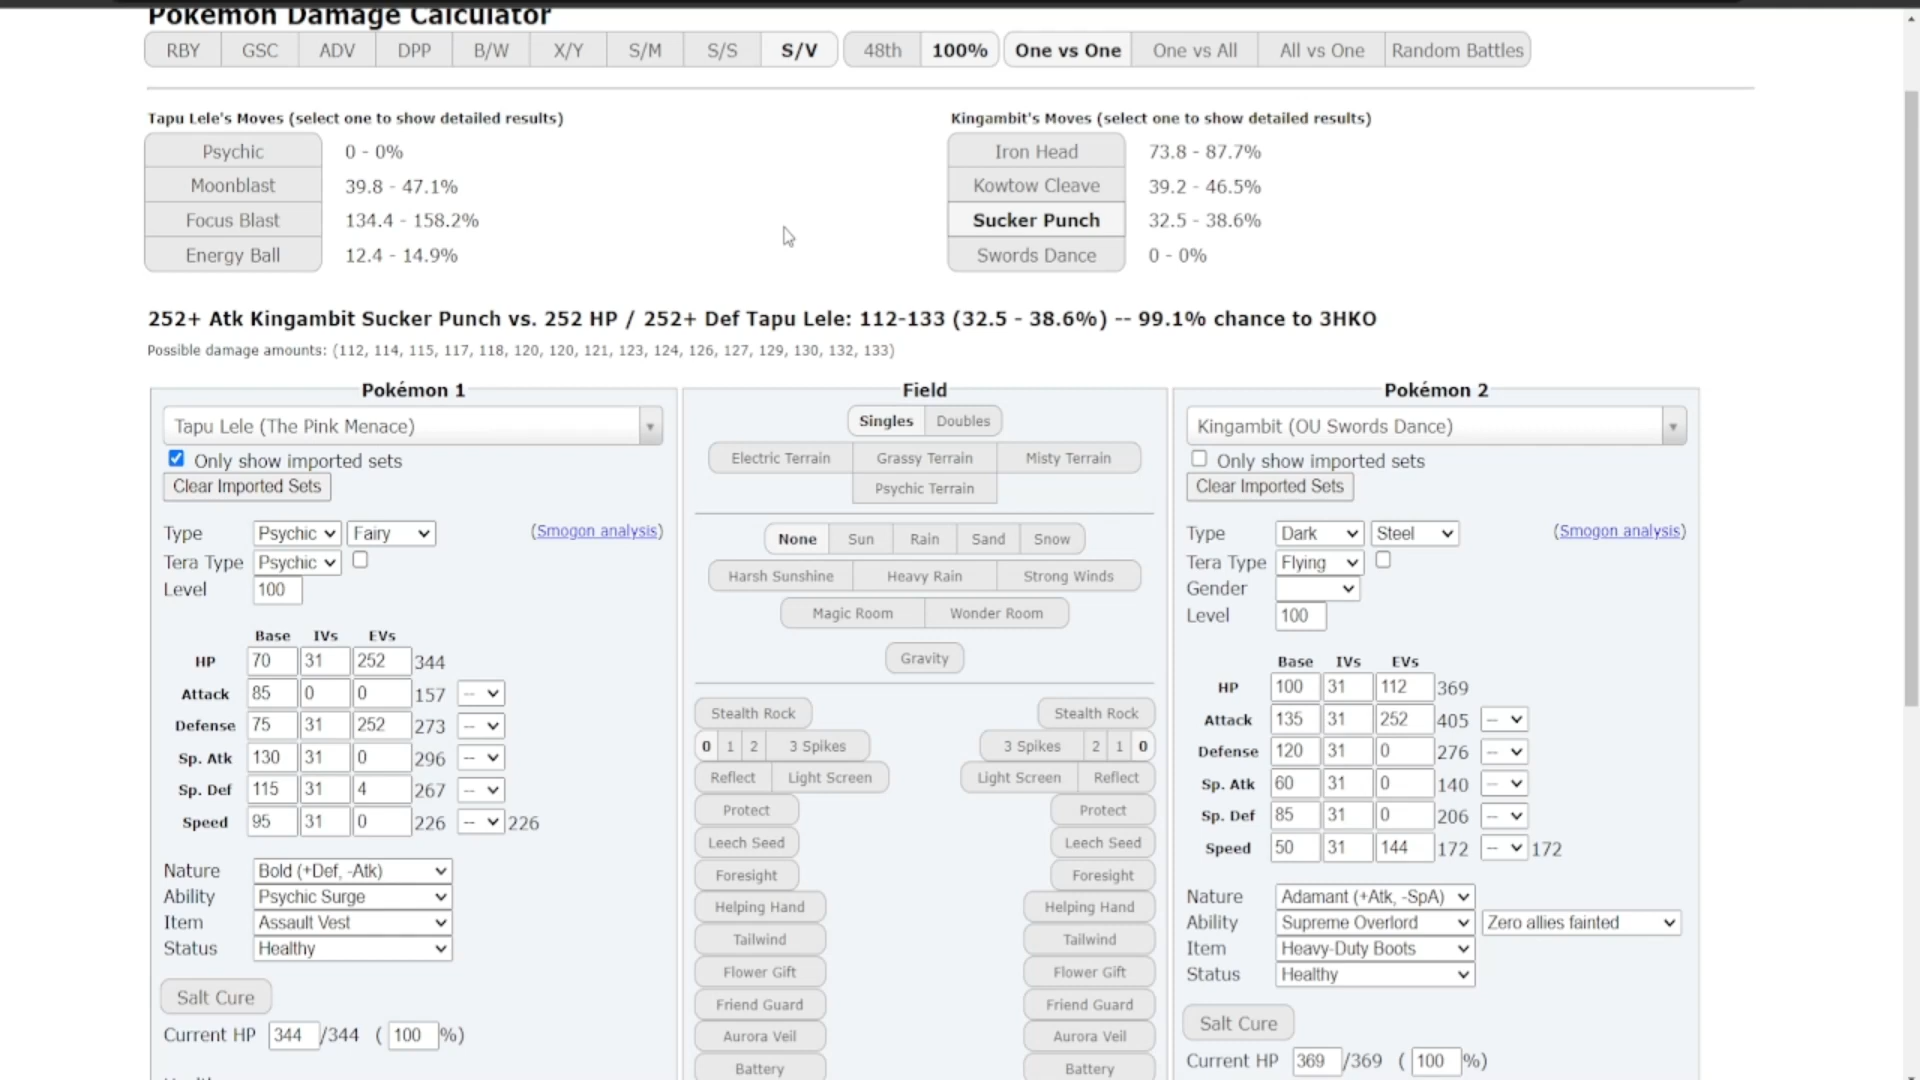 Pokémon Damage Calculator
RBY GSC ADV DPP B/W X/Y S/M S/S S/V 48th 100% One vs One One vs All All vs One Random Battles
Tapu Lele's Moves (select one to show detailed results)
Psychic 0 - 0%
Moonblast 39.8 - 47.1%
Focus Blast 134.4 - 158.2%
Energy Ball 12.4 - 14.9%
Kingambit's Moves (select one to show detailed results)
Iron Head 73.8 - 87.7%
Kowtow Cleave 39.2 - 46.5%
Sucker Punch 32.5 - 38.6%
Swords Dance 0 - 0%
252+ Atk Kingambit Sucker Punch vs. 252 HP / 252+ Def Tapu Lele: 112-133 (32.5 - 38.6%) -- 99.1% chance to 3HKO
Possible damage amounts: (112, 114, 115, 117, 118, 120, 120, 121, 123, 124, 126, 127, 129, 130, 132, 133)
Pokémon 1
Tapu Lele (The Pink Menace)
Only show imported sets
Clear Imported Sets
Type Psychic Fairy (Smogon analysis)
Tera Type Psychic
Level 100
Base IVs EVs
HP 70 31 252 344
Attack 85 0 0 157 --
Defense 75 31 252 273 --
Sp. Atk 130 31 0 296 --
Sp. Def 115 31 4 267 --
Speed 95 31 0 226 -- 226
Nature Bold (+Def, -Atk)
Ability Psychic Surge
Item Assault Vest
Status Healthy
Salt Cure
Current HP 344 /344 ( 100 %)
Field
Singles Doubles
Electric Terrain Grassy Terrain Misty Terrain
Psychic Terrain
None Sun Rain Sand Snow
Harsh Sunshine Heavy Rain Strong Winds
Magic Room Wonder Room
Gravity
Stealth Rock Stealth Rock
0 1 2 3 Spikes 3 Spikes 2 1 0
Reflect Light Screen Light Screen Reflect
Protect Protect
Leech Seed Leech Seed
Foresight Foresight
Helping Hand Helping Hand
Tailwind Tailwind
Flower Gift Flower Gift
Friend Guard Friend Guard
Aurora Veil Aurora Veil
Battery Battery
Pokémon 2
Kingambit (OU Swords Dance)
Only show imported sets
Clear Imported Sets
Type Dark Steel (Smogon analysis)
Tera Type Flying
Gender
Level 100
Base IVs EVs
HP 100 31 112 369
Attack 135 31 252 405 --
Defense 120 31 0 276 --
Sp. Atk 60 31 0 140 --
Sp. Def 85 31 0 206 --
Speed 50 31 144 172 -- 172
Nature Adamant (+Atk, -SpA)
Ability Supreme Overlord Zero allies fainted
Item Heavy-Duty Boots
Status Healthy
Salt Cure
Current HP 369 /369 ( 100 %)